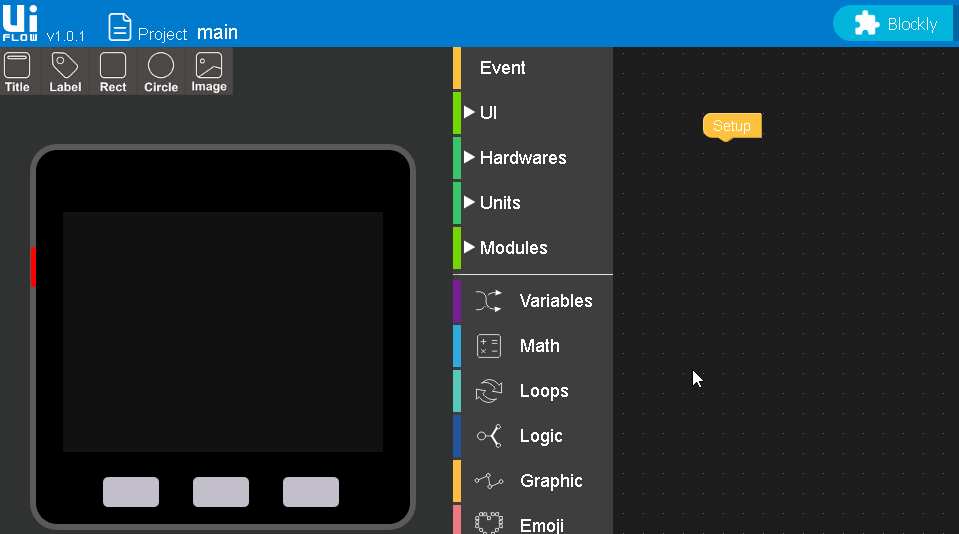 Ui
FLOW v1.0.1
Project main
Blockly
Title Label Rect Circle Image
Event
UI
Hardwares
Units
Modules
Variables
Math
Loops
Logic
Graphic
Emoji
Setup